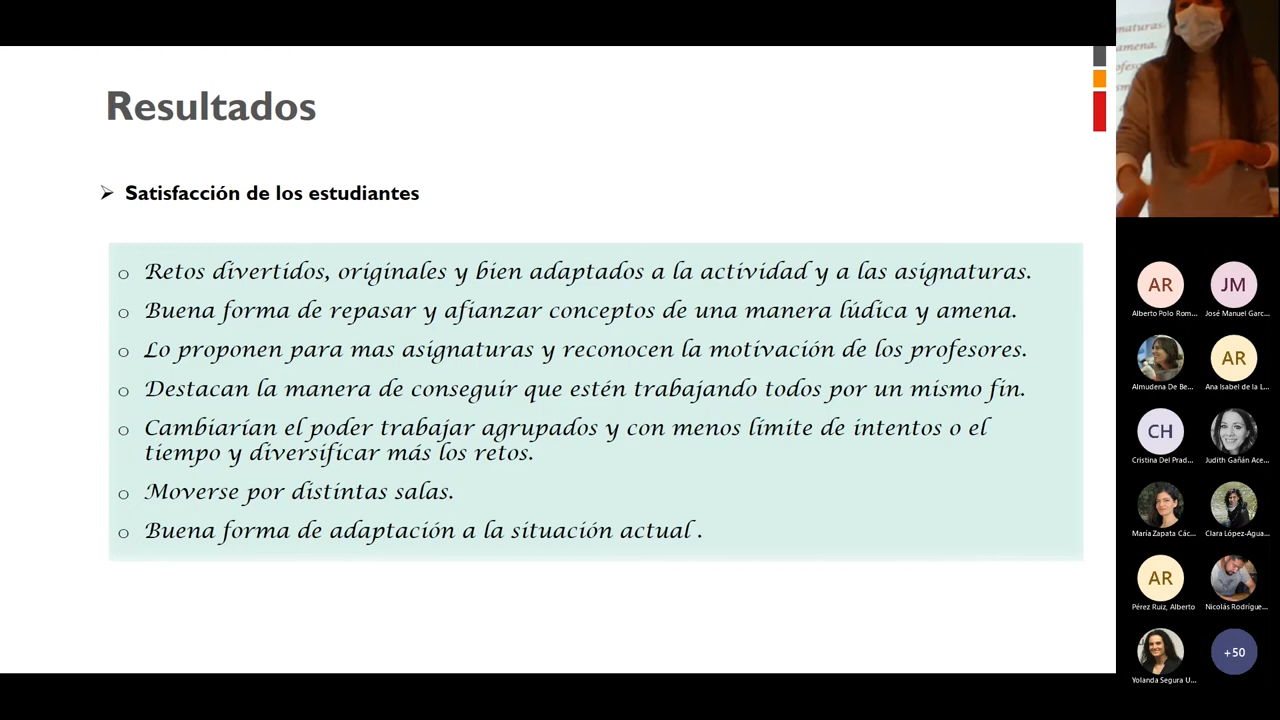 Resultados
➢ Satisfacción de los estudiantes
o Retos divertidos, originales y bien adaptados a la actividad y a las asignaturas.
o Buena forma de repasar y afianzar conceptos de una manera lúdica y amena.
o Lo proponen para mas asignaturas y reconocen la motivación de los profesores.
o Destacan la manera de conseguir que estén trabajando todos por un mismo fin.
o Cambiarían el poder trabajar agrupados y con menos límite de intentos o el
tiempo y diversificar más los retos.
o Moverse por distintas salas.
o Buena forma de adaptación a la situación actual .
naturas.
amena.
AR
JM
Alberto Polo Rom...
José Manuel Garc...
AR
Almudena De Be...
Ana Isabel de la L...
CH
Cristina Del Prad...
Judith Gañán Ace...
María Zapata Các...
Clara López-Agua...
AR
Pérez Ruiz, Alberto
Nicolás Rodrígue...
+50
Yolanda Segura U...